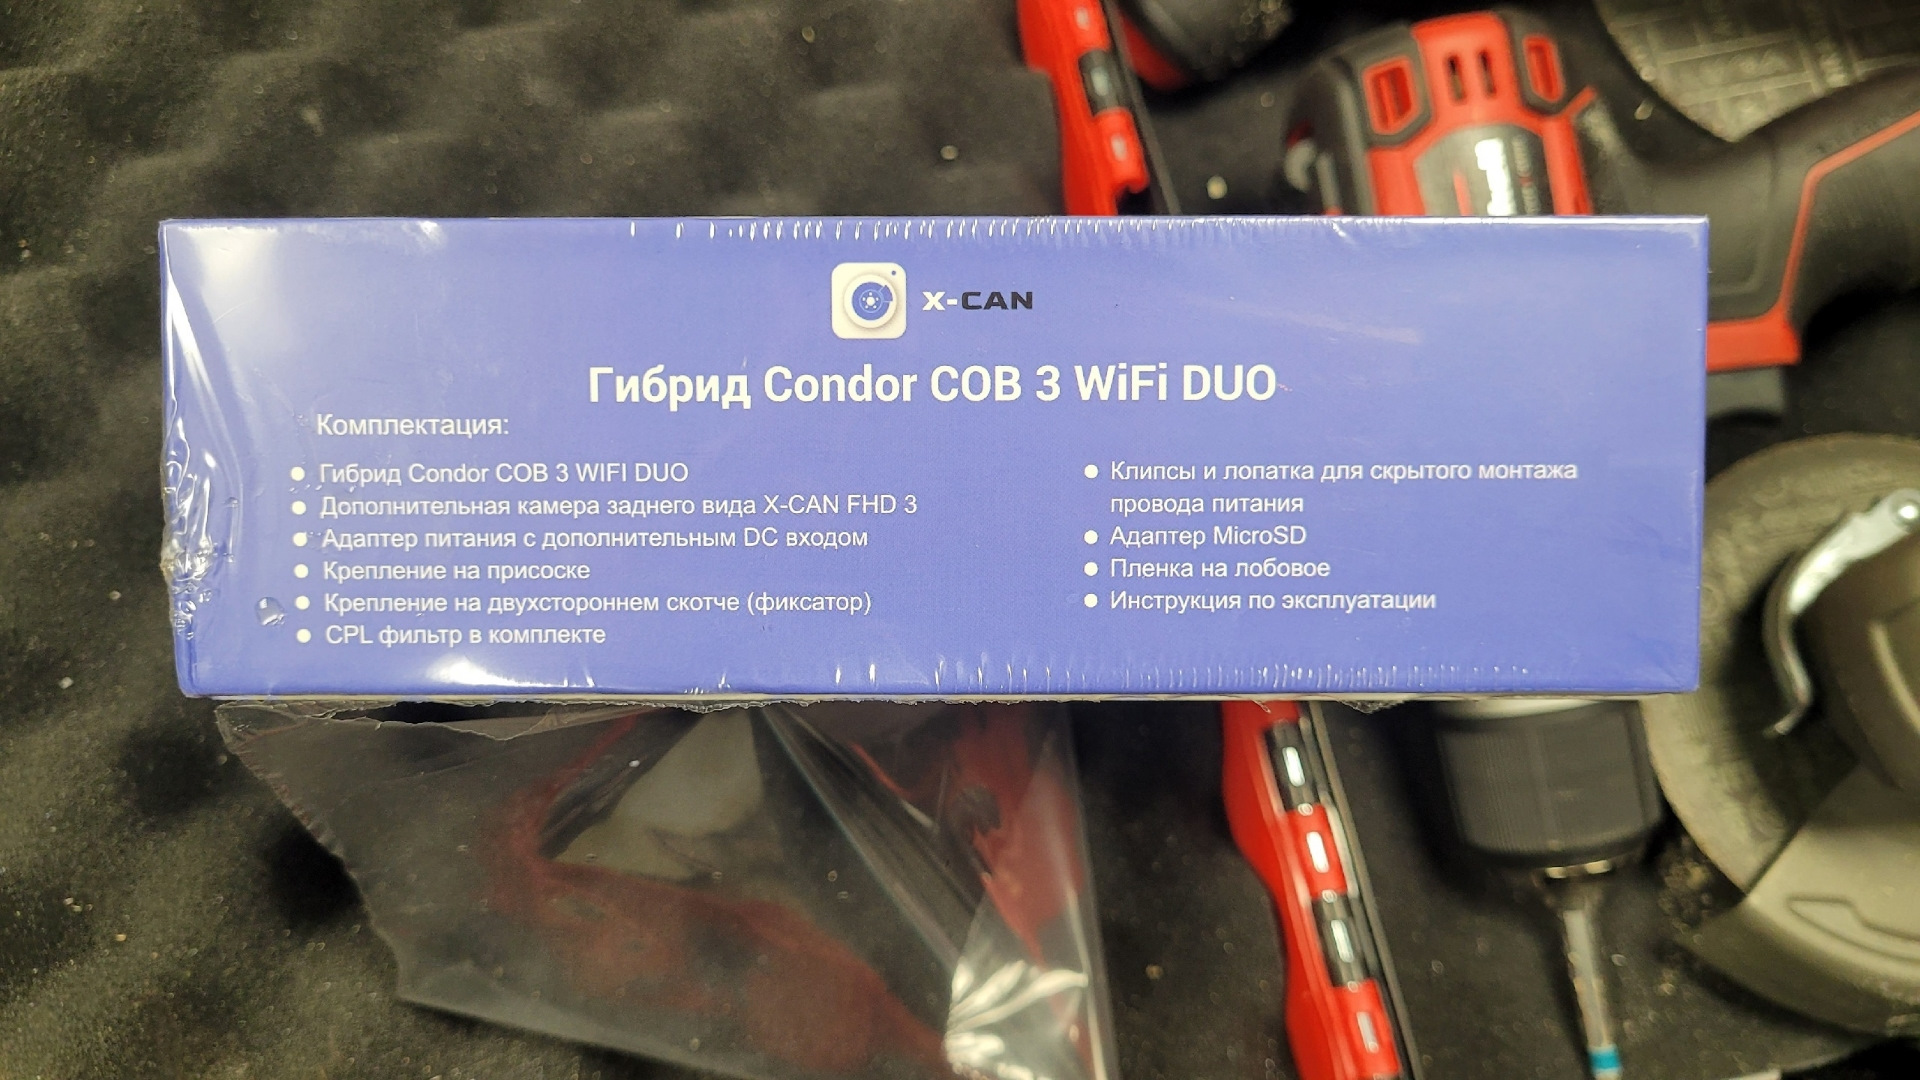 X-CAN
Гибрид Condor COB 3 WiFi DUO
Комплектация:
Гибрид Condor COB 3 WIFI DUO
Дополнительная камера заднего вида X-CAN FHD 3
Адаптер питания с дополнительным DC входом
Крепление на присоске
Крепление на двухстороннем скотче (фиксатор)
CPL фильтр в комплекте
Клипсы и лопатка для скрытого монтажа
провода питания
Адаптер MicroSD
Пленка на лобовое
Инструкция по эксплуатации